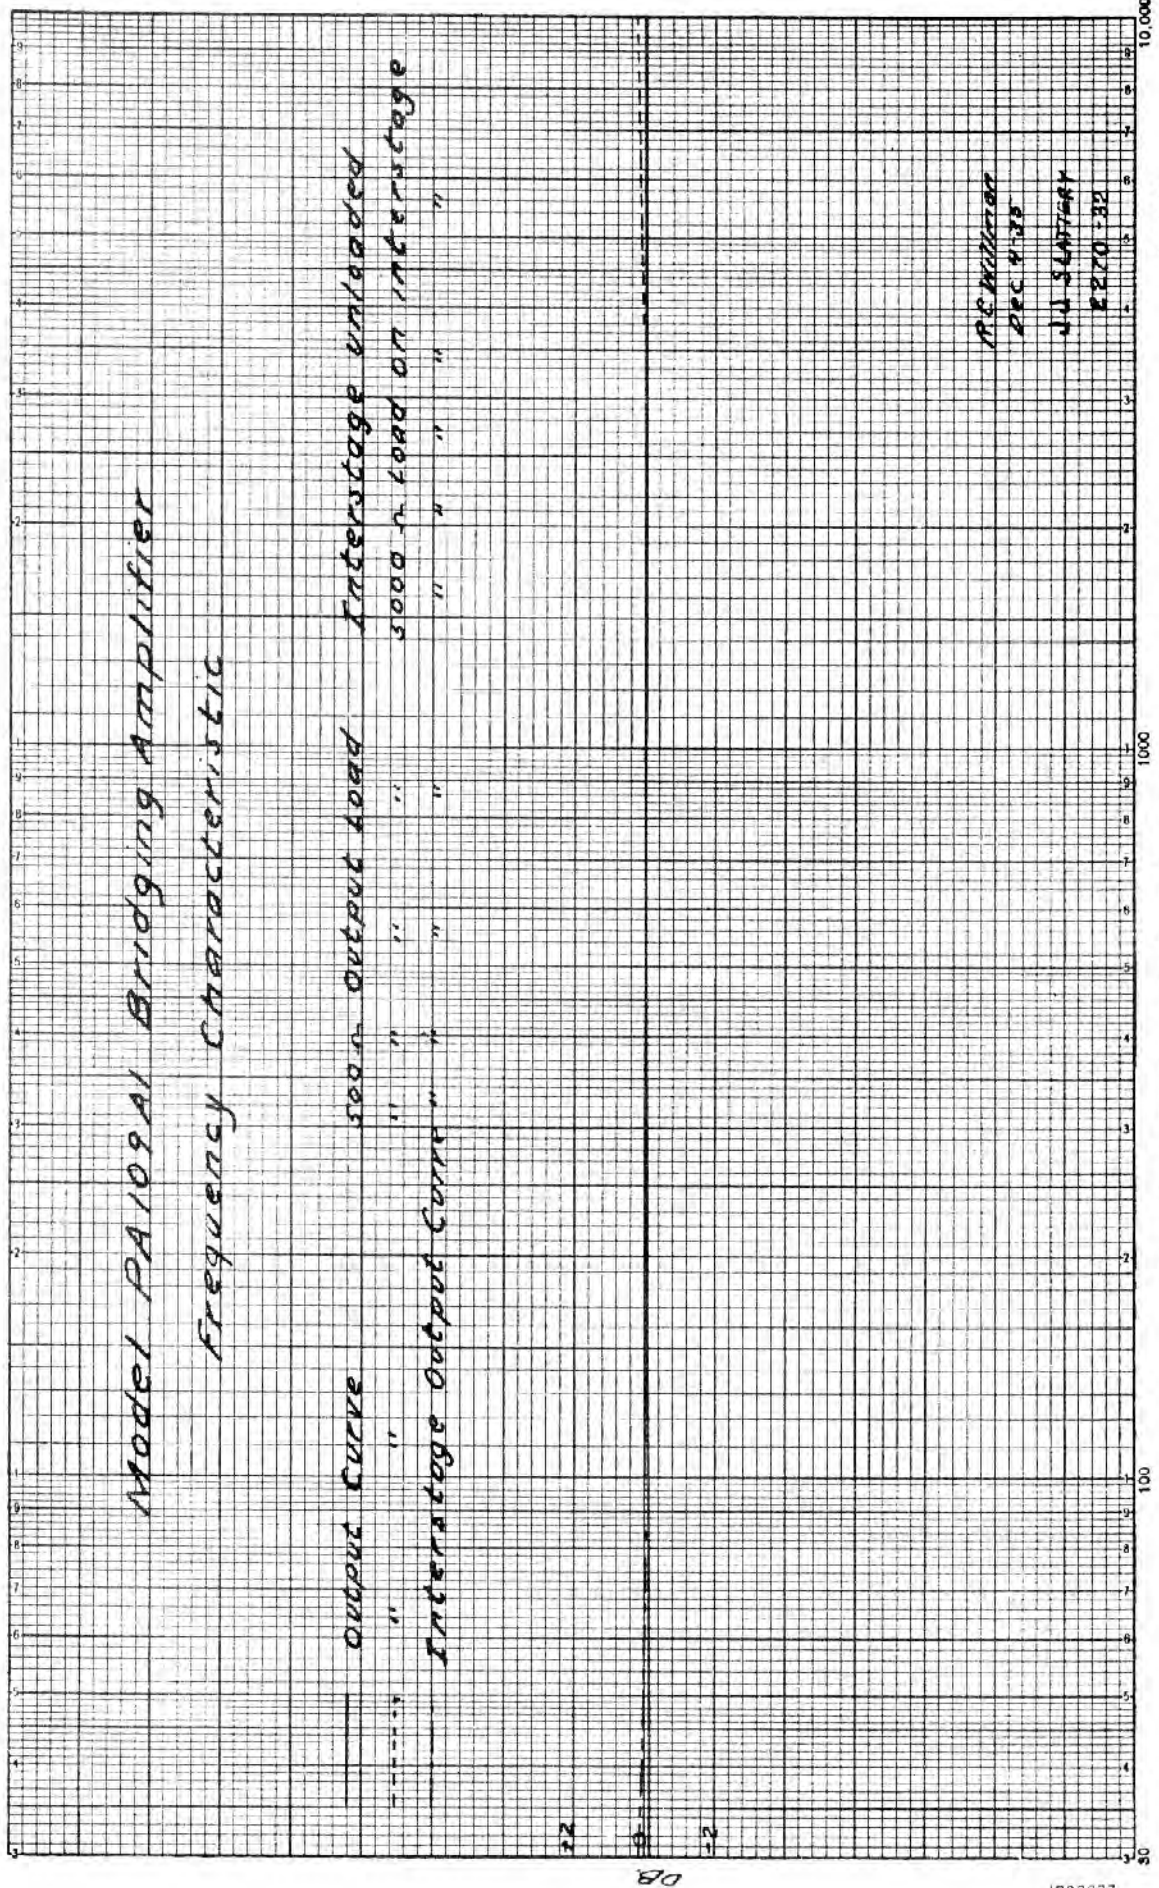 Model PA109A1 Bridging Amplifier
Frequency Characteristic
Output Curve 500 Ω Output Load Interstage unloaded
" " " " " " 5000 Ω Load on interstage
Interstage Output Curve " " " " " " " " "
DB.
+2
0
-2
30 100 1000 10,000
R C Willman
Dec 4-35
J J SLATTERY